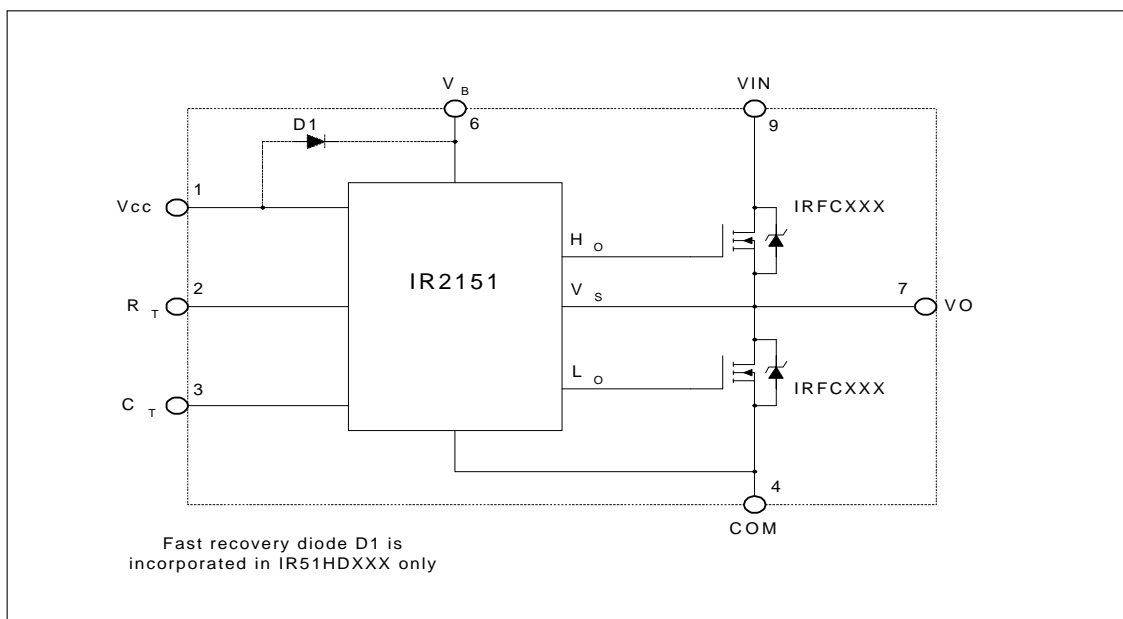 V B
VIN
6
9
D1
1
Vcc
IRFCXXX
H O
IR2151
2
R T
V S
7
VO
L O
IRFCXXX
3
C T
4
COM
Fast recovery diode D1 is
incorporated in IR51HDXXX only